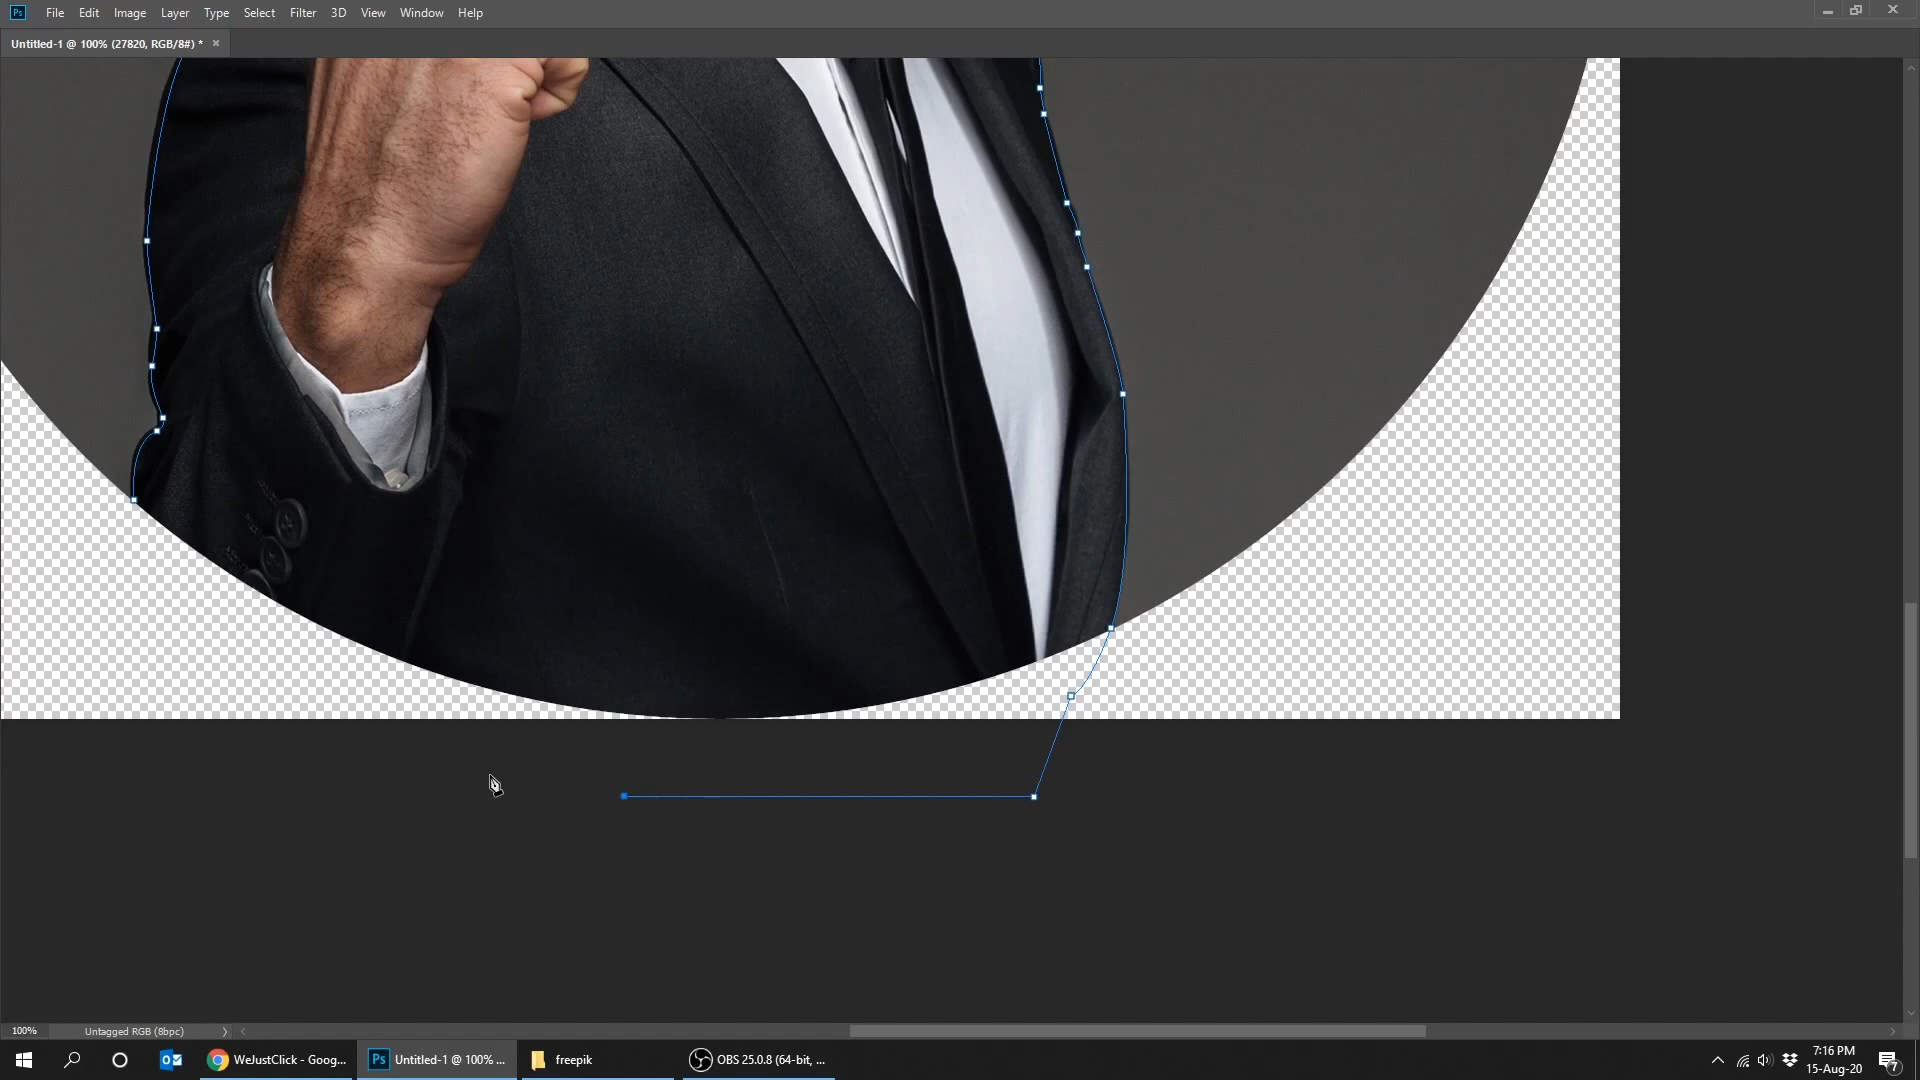 Ps File Edit Image Layer Type Select Filter 3D View Window Help
Untitled-1 @ 100% (27820, RGB/8#) * ×
100% Untagged RGB (8bpc)
WeJustClick - Goog...
Ps Untitled-1 @ 100% ...
freepik
OBS 25.0.8 (64-bit, ...
7:16 PM
15-Aug-20
7